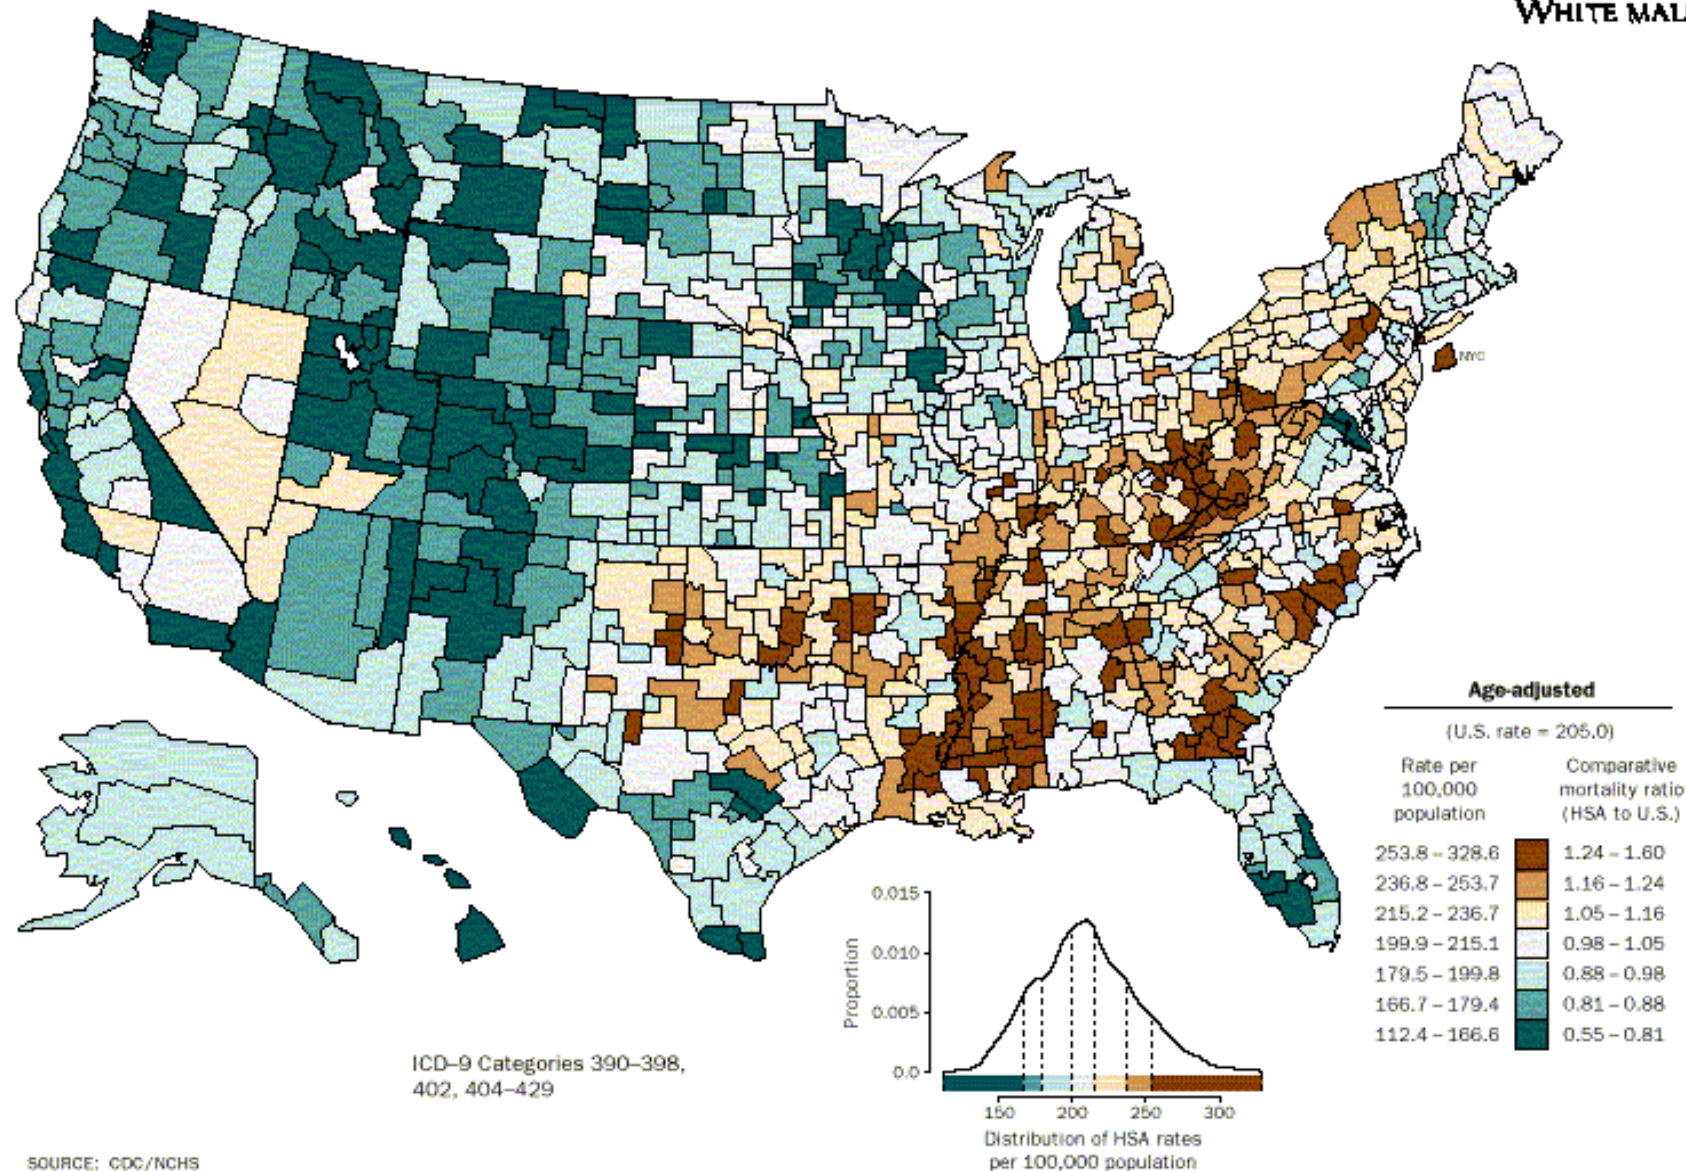 WHITE MAL
NYC
Age-adjusted
(U.S. rate = 205.0)
Rate per
100,000
population
Comparative
mortality ratio
(HSA to U.S.)
253.8 – 328.6 1.24 – 1.60
236.8 – 253.7 1.16 – 1.24
215.2 – 236.7 1.05 – 1.16
199.9 – 215.1 0.98 – 1.05
179.5 – 199.8 0.88 – 0.98
166.7 – 179.4 0.81 – 0.88
112.4 – 166.6 0.55 – 0.81
0.015
0.010
0.005
0.0
Proportion
150 200 250 300
Distribution of HSA rates
per 100,000 population
ICD–9 Categories 390–398,
402, 404–429
SOURCE: CDC/NCHS